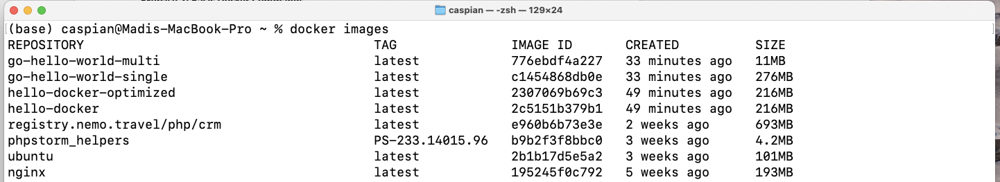 caspian — -zsh — 129×24
(base) caspian@Madis-MacBook-Pro ~ % docker images
REPOSITORY TAG IMAGE ID CREATED SIZE
go-hello-world-multi latest 776ebdf4a227 33 minutes ago 11MB
go-hello-world-single latest c1454868db0e 33 minutes ago 276MB
hello-docker-optimized latest 2307069b69c3 49 minutes ago 216MB
hello-docker latest 2c5151b379b1 49 minutes ago 216MB
registry.nemo.travel/php/crm latest e960b6b73e3e 2 weeks ago 693MB
phpstorm_helpers PS-233.14015.96 b9b2f3f8bbc0 3 weeks ago 4.2MB
ubuntu latest 2b1b17d5e5a2 3 weeks ago 101MB
nginx latest 195245f0c792 5 weeks ago 193MB